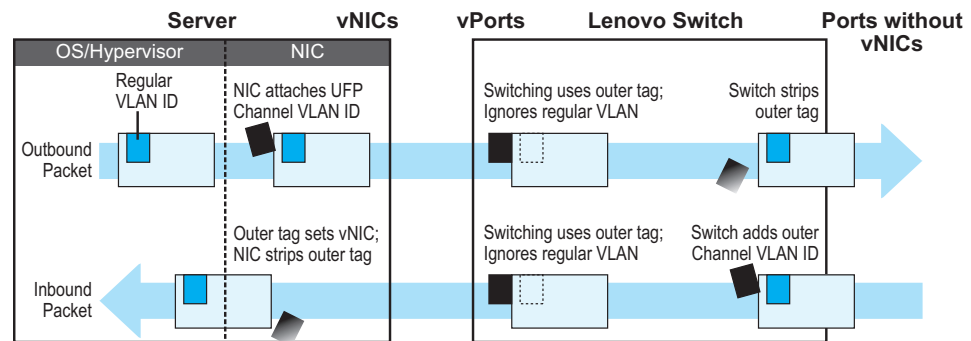 Server vNICs vPorts Lenovo Switch Ports without
vNICs
OS/Hypervisor NIC
Regular
VLAN ID
NIC attaches UFP
Channel VLAN ID
Switching uses outer tag;
Ignores regular VLAN
Switch strips
outer tag
Outbound
Packet
Outer tag sets vNIC;
NIC strips outer tag
Switching uses outer tag;
Ignores regular VLAN
Switch adds outer
Channel VLAN ID
Inbound
Packet